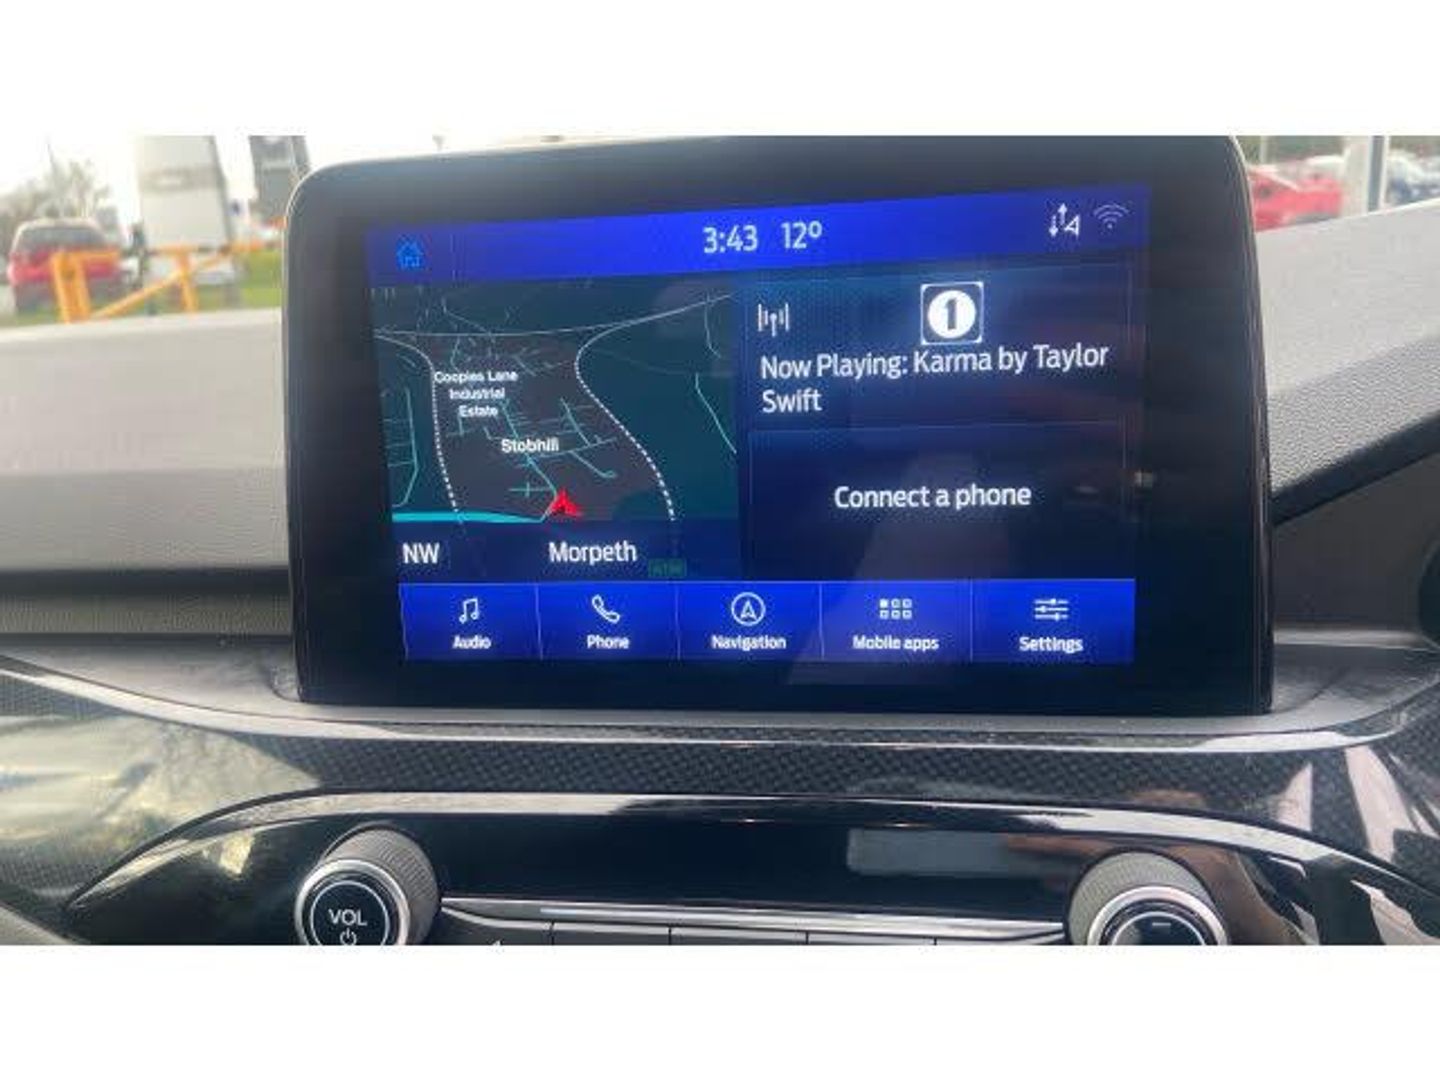 3:43 12°
1
Now Playing: Karma by Taylor
Swift
Coopies Lane
Industrial
Estate
Stobhill
Connect a phone
NW Morpeth
Audio Phone Navigation Mobile apps Settings
VOL